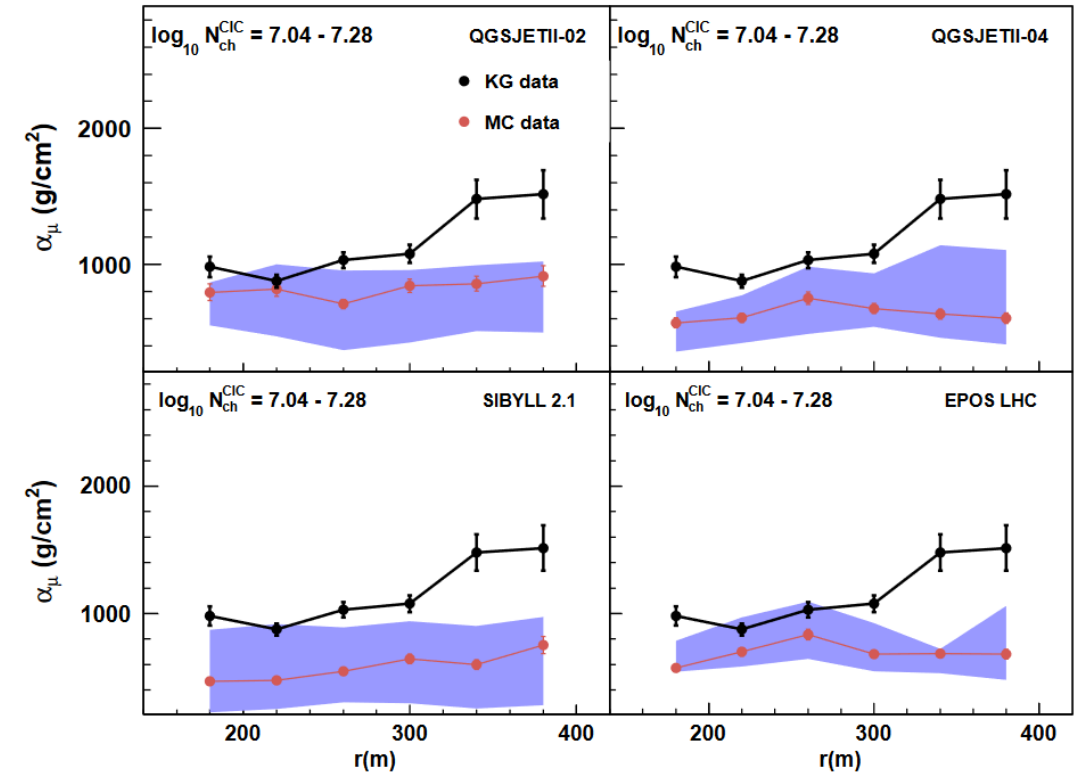 log₁₀ N_ch^CIC = 7.04 - 7.28 QGSJETII-02
KG data
MC data
log₁₀ N_ch^CIC = 7.04 - 7.28 QGSJETII-04
2000
1000
α_μ (g/cm²)
log₁₀ N_ch^CIC = 7.04 - 7.28 SIBYLL 2.1
log₁₀ N_ch^CIC = 7.04 - 7.28 EPOS LHC
2000
1000
α_μ (g/cm²)
200 300 400
r(m)
200 300 400
r(m)